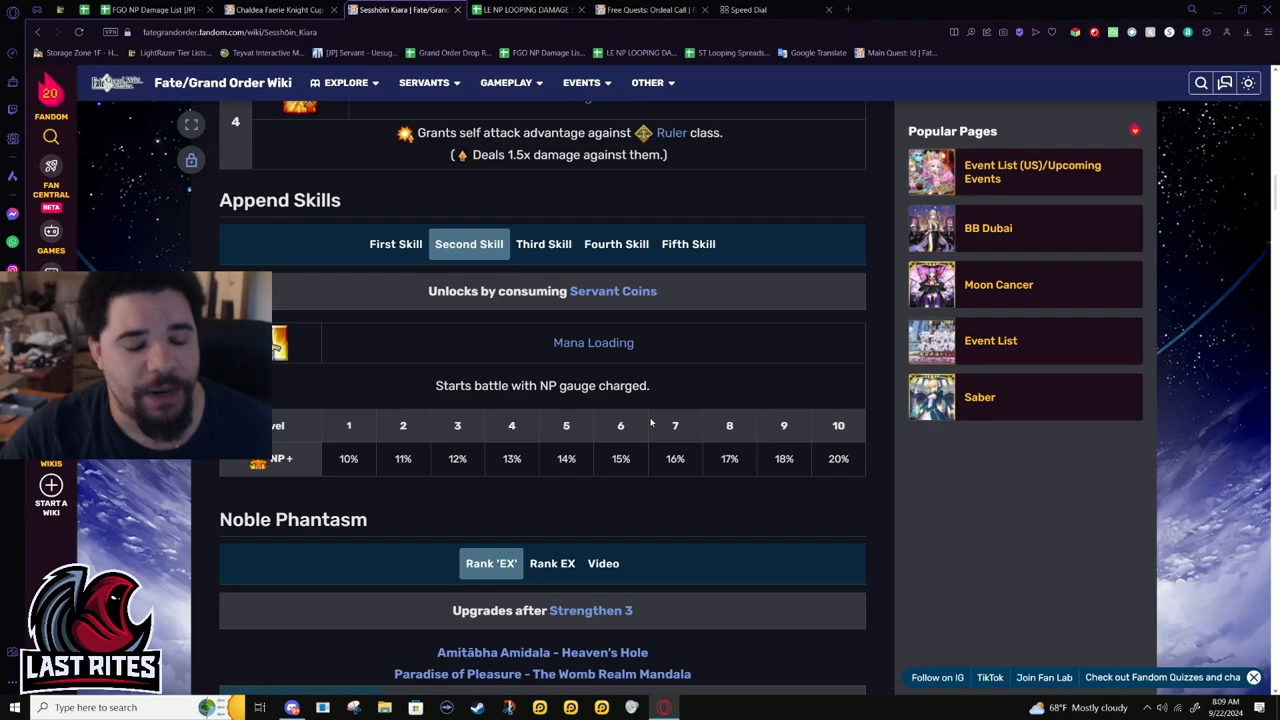 FGO NP Damage List [JP] -
Chaldea Faerie Knight Cup
Sesshōin Kiara | Fate/Gran
LE NP LOOPING DAMAGE
Free Quests: Ordeal Call | F
Speed Dial
VPN
fategrandorder.fandom.com/wiki/Sesshōin_Kiara
Storage Zone 1F - H...
LightRazer Tier Lists...
Teyvat Interactive M...
[JP] Servant - Uesug...
Grand Order Drop R...
FGO NP Damage Lis...
LE NP LOOPING DA...
ST Looping Spreads...
Google Translate
Main Quest: Id | Fat...
20
FANDOM
Fate/Grand Order Wiki
EXPLORE
SERVANTS
GAMEPLAY
EVENTS
OTHER
FAN
CENTRAL
BETA
GAMES
WIKIS
START A
WIKI
4
Grants self attack advantage against Ruler class.
( Deals 1.5x damage against them.)
Append Skills
First Skill
Second Skill
Third Skill
Fourth Skill
Fifth Skill
Unlocks by consuming Servant Coins
Mana Loading
Starts battle with NP gauge charged.
vel 1 2 3 4 5 6 7 8 9 10
NP + 10% 11% 12% 13% 14% 15% 16% 17% 18% 20%
Noble Phantasm
Rank 'EX'
Rank EX
Video
Upgrades after Strengthen 3
Amitābha Amidala - Heaven's Hole
Paradise of Pleasure - The Womb Realm Mandala
Popular Pages
Event List (US)/Upcoming
Events
BB Dubai
Moon Cancer
Event List
Saber
Follow on IG
TikTok
Join Fan Lab
Check out Fandom Quizzes and cha
LAST RITES
Type here to search
68°F Mostly cloudy
8:09 AM
9/22/2024